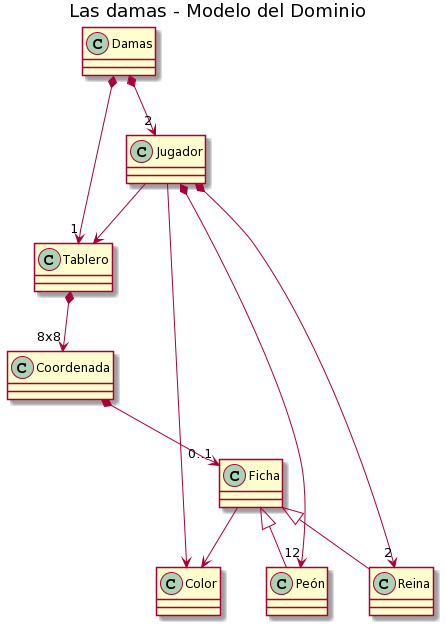 Las damas - Modelo del Dominio
C Damas
2
C Jugador
1
C Tablero
8x8
C Coordenada
0..1
C Ficha
12
2
C Color
C Peón
C Reina